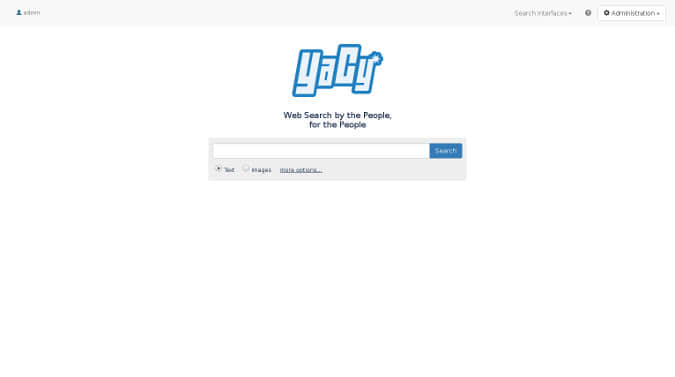 admin
Search Interfaces
Administration
YaCy
Web Search by the People,
for the People
Search
Text Images more options...